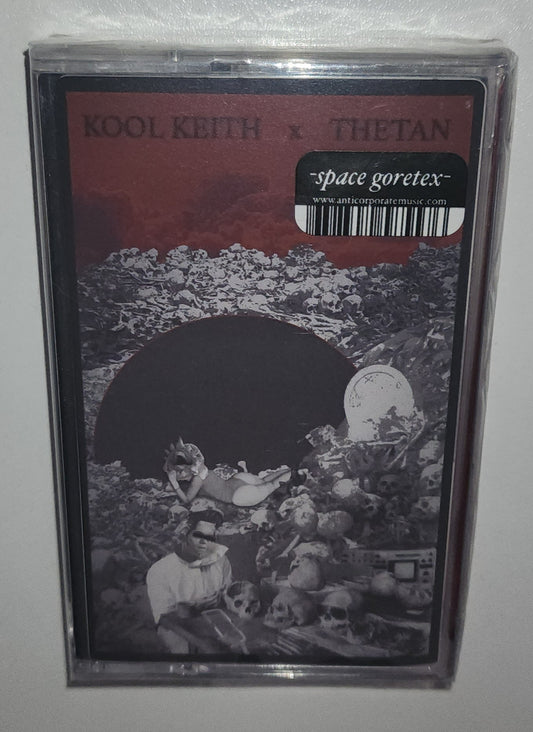 KOOL KEITH x THETAN
-space goretex-
www.anticorporatemusic.com